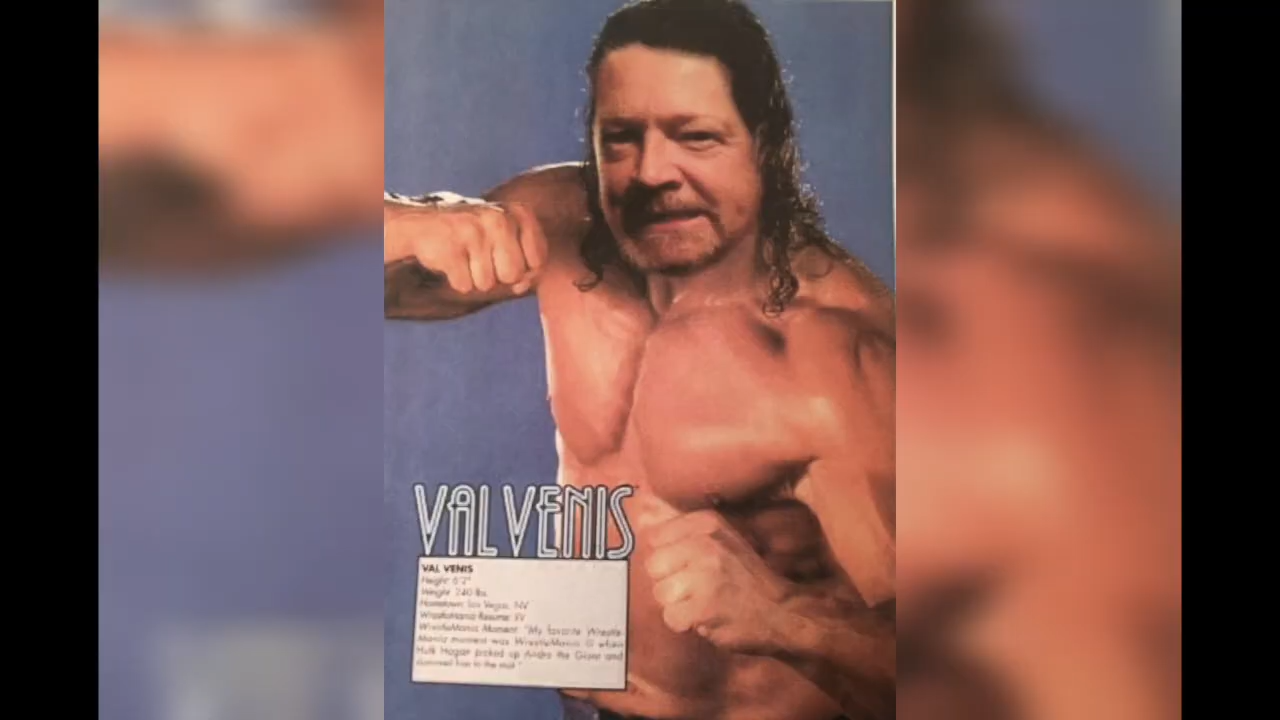 VAL VENIS
VAL VENIS
Height: 6'2"
Weight: 240 lbs.
Hometown: Las Vegas, NV
WrestleMania Resume: XV
WrestleMania Moment: "My favorite Wrestle-
Mania moment was WrestleMania III when
Hulk Hogan picked up Andre the Giant and
slammed him to the mat."